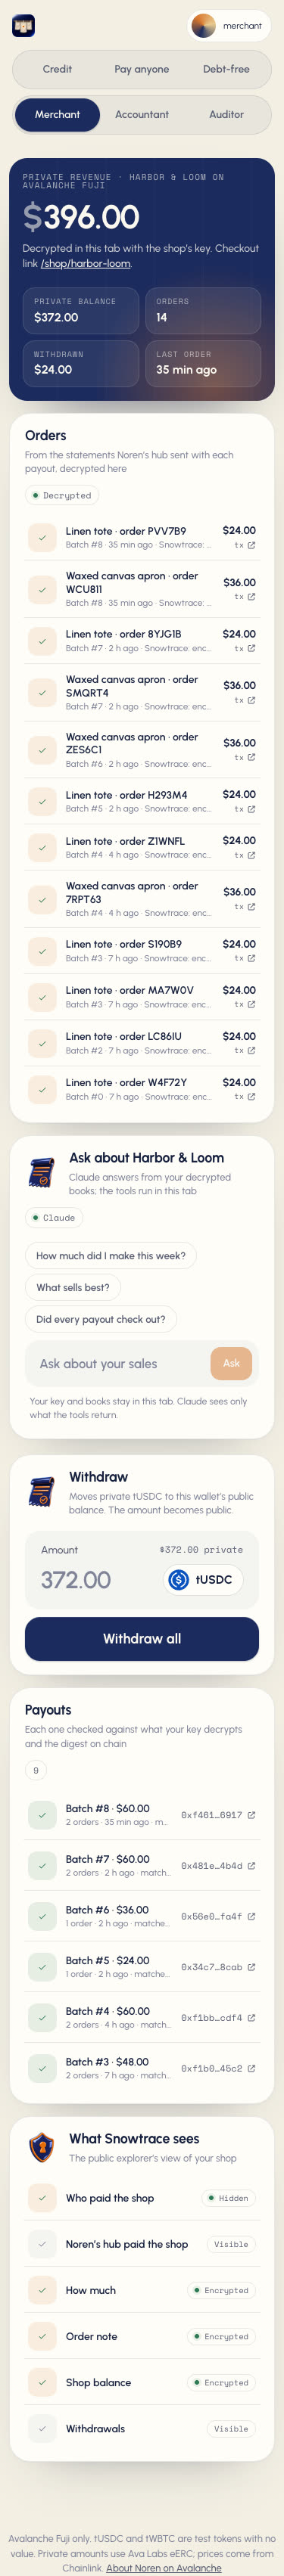 merchant
Credit
Pay anyone
Debt-free
Merchant
Accountant
Auditor
PRIVATE REVENUE · HARBOR & LOOM ON
AVALANCHE FUJI
$396.00
Decrypted in this tab with the shop's key. Checkout
link /shop/harbor-loom.
PRIVATE BALANCE
$372.00
ORDERS
14
WITHDRAWN
$24.00
LAST ORDER
35 min ago
Orders
From the statements Noren's hub sent with each
payout, decrypted here
Decrypted
Linen tote · order PVV7B9
$24.00
Batch #8 · 35 min ago · Snowtrace: ...
tx
Waxed canvas apron · order
WCU811
$36.00
Batch #8 · 35 min ago · Snowtrace: ...
tx
Linen tote · order 8YJG1B
$24.00
Batch #7 · 2 h ago · Snowtrace: enc...
tx
Waxed canvas apron · order
SMQRT4
$36.00
Batch #7 · 2 h ago · Snowtrace: enc...
tx
Waxed canvas apron · order
ZES6C1
$36.00
Batch #6 · 2 h ago · Snowtrace: enc...
tx
Linen tote · order H293M4
$24.00
Batch #5 · 2 h ago · Snowtrace: enc...
tx
Linen tote · order Z1WNFL
$24.00
Batch #4 · 4 h ago · Snowtrace: enc...
tx
Waxed canvas apron · order
7RPT63
$36.00
Batch #4 · 4 h ago · Snowtrace: enc...
tx
Linen tote · order S190B9
$24.00
Batch #3 · 7 h ago · Snowtrace: enc...
tx
Linen tote · order MA7W0V
$24.00
Batch #3 · 7 h ago · Snowtrace: enc...
tx
Linen tote · order LC86IU
$24.00
Batch #2 · 7 h ago · Snowtrace: enc...
tx
Linen tote · order W4F72Y
$24.00
Batch #0 · 7 h ago · Snowtrace: enc...
tx
Ask about Harbor & Loom
Claude answers from your decrypted
books; the tools run in this tab
Claude
How much did I make this week?
What sells best?
Did every payout check out?
Ask about your sales
Ask
Your key and books stay in this tab. Claude sees only
what the tools return.
Withdraw
Moves private tUSDC to this wallet's public
balance. The amount becomes public.
Amount
$372.00 private
372.00
tUSDC
Withdraw all
Payouts
Each one checked against what your key decrypts
and the digest on chain
9
Batch #8 · $60.00
0xf461…6917
2 orders · 35 min ago · m...
Batch #7 · $60.00
0x481e…4b4d
2 orders · 2 h ago · match...
Batch #6 · $36.00
0x56e0…fa4f
1 order · 2 h ago · matche...
Batch #5 · $24.00
0x34c7…8cab
1 order · 2 h ago · matche...
Batch #4 · $60.00
0xf1bb…cdf4
2 orders · 4 h ago · match...
Batch #3 · $48.00
0xf1b0…45c2
2 orders · 7 h ago · match...
What Snowtrace sees
The public explorer's view of your shop
Who paid the shop
Hidden
Noren's hub paid the shop
Visible
How much
Encrypted
Order note
Encrypted
Shop balance
Encrypted
Withdrawals
Visible
Avalanche Fuji only. tUSDC and tWBTC are test tokens with no
value. Private amounts use Ava Labs eERC; prices come from
Chainlink. About Noren on Avalanche